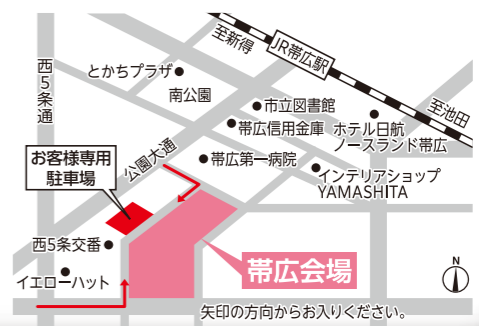 至新得
JR帯広駅
至池田
西5条通
とかちプラザ
南公園
市立図書館
帯広信用金庫
ホテル日航
ノースランド帯広
公園大通
お客様専用
駐車場
帯広第一病院
インテリアショップ
YAMASHITA
西5条交番
イエローハット
帯広会場
N
矢印の方向からお入りください。